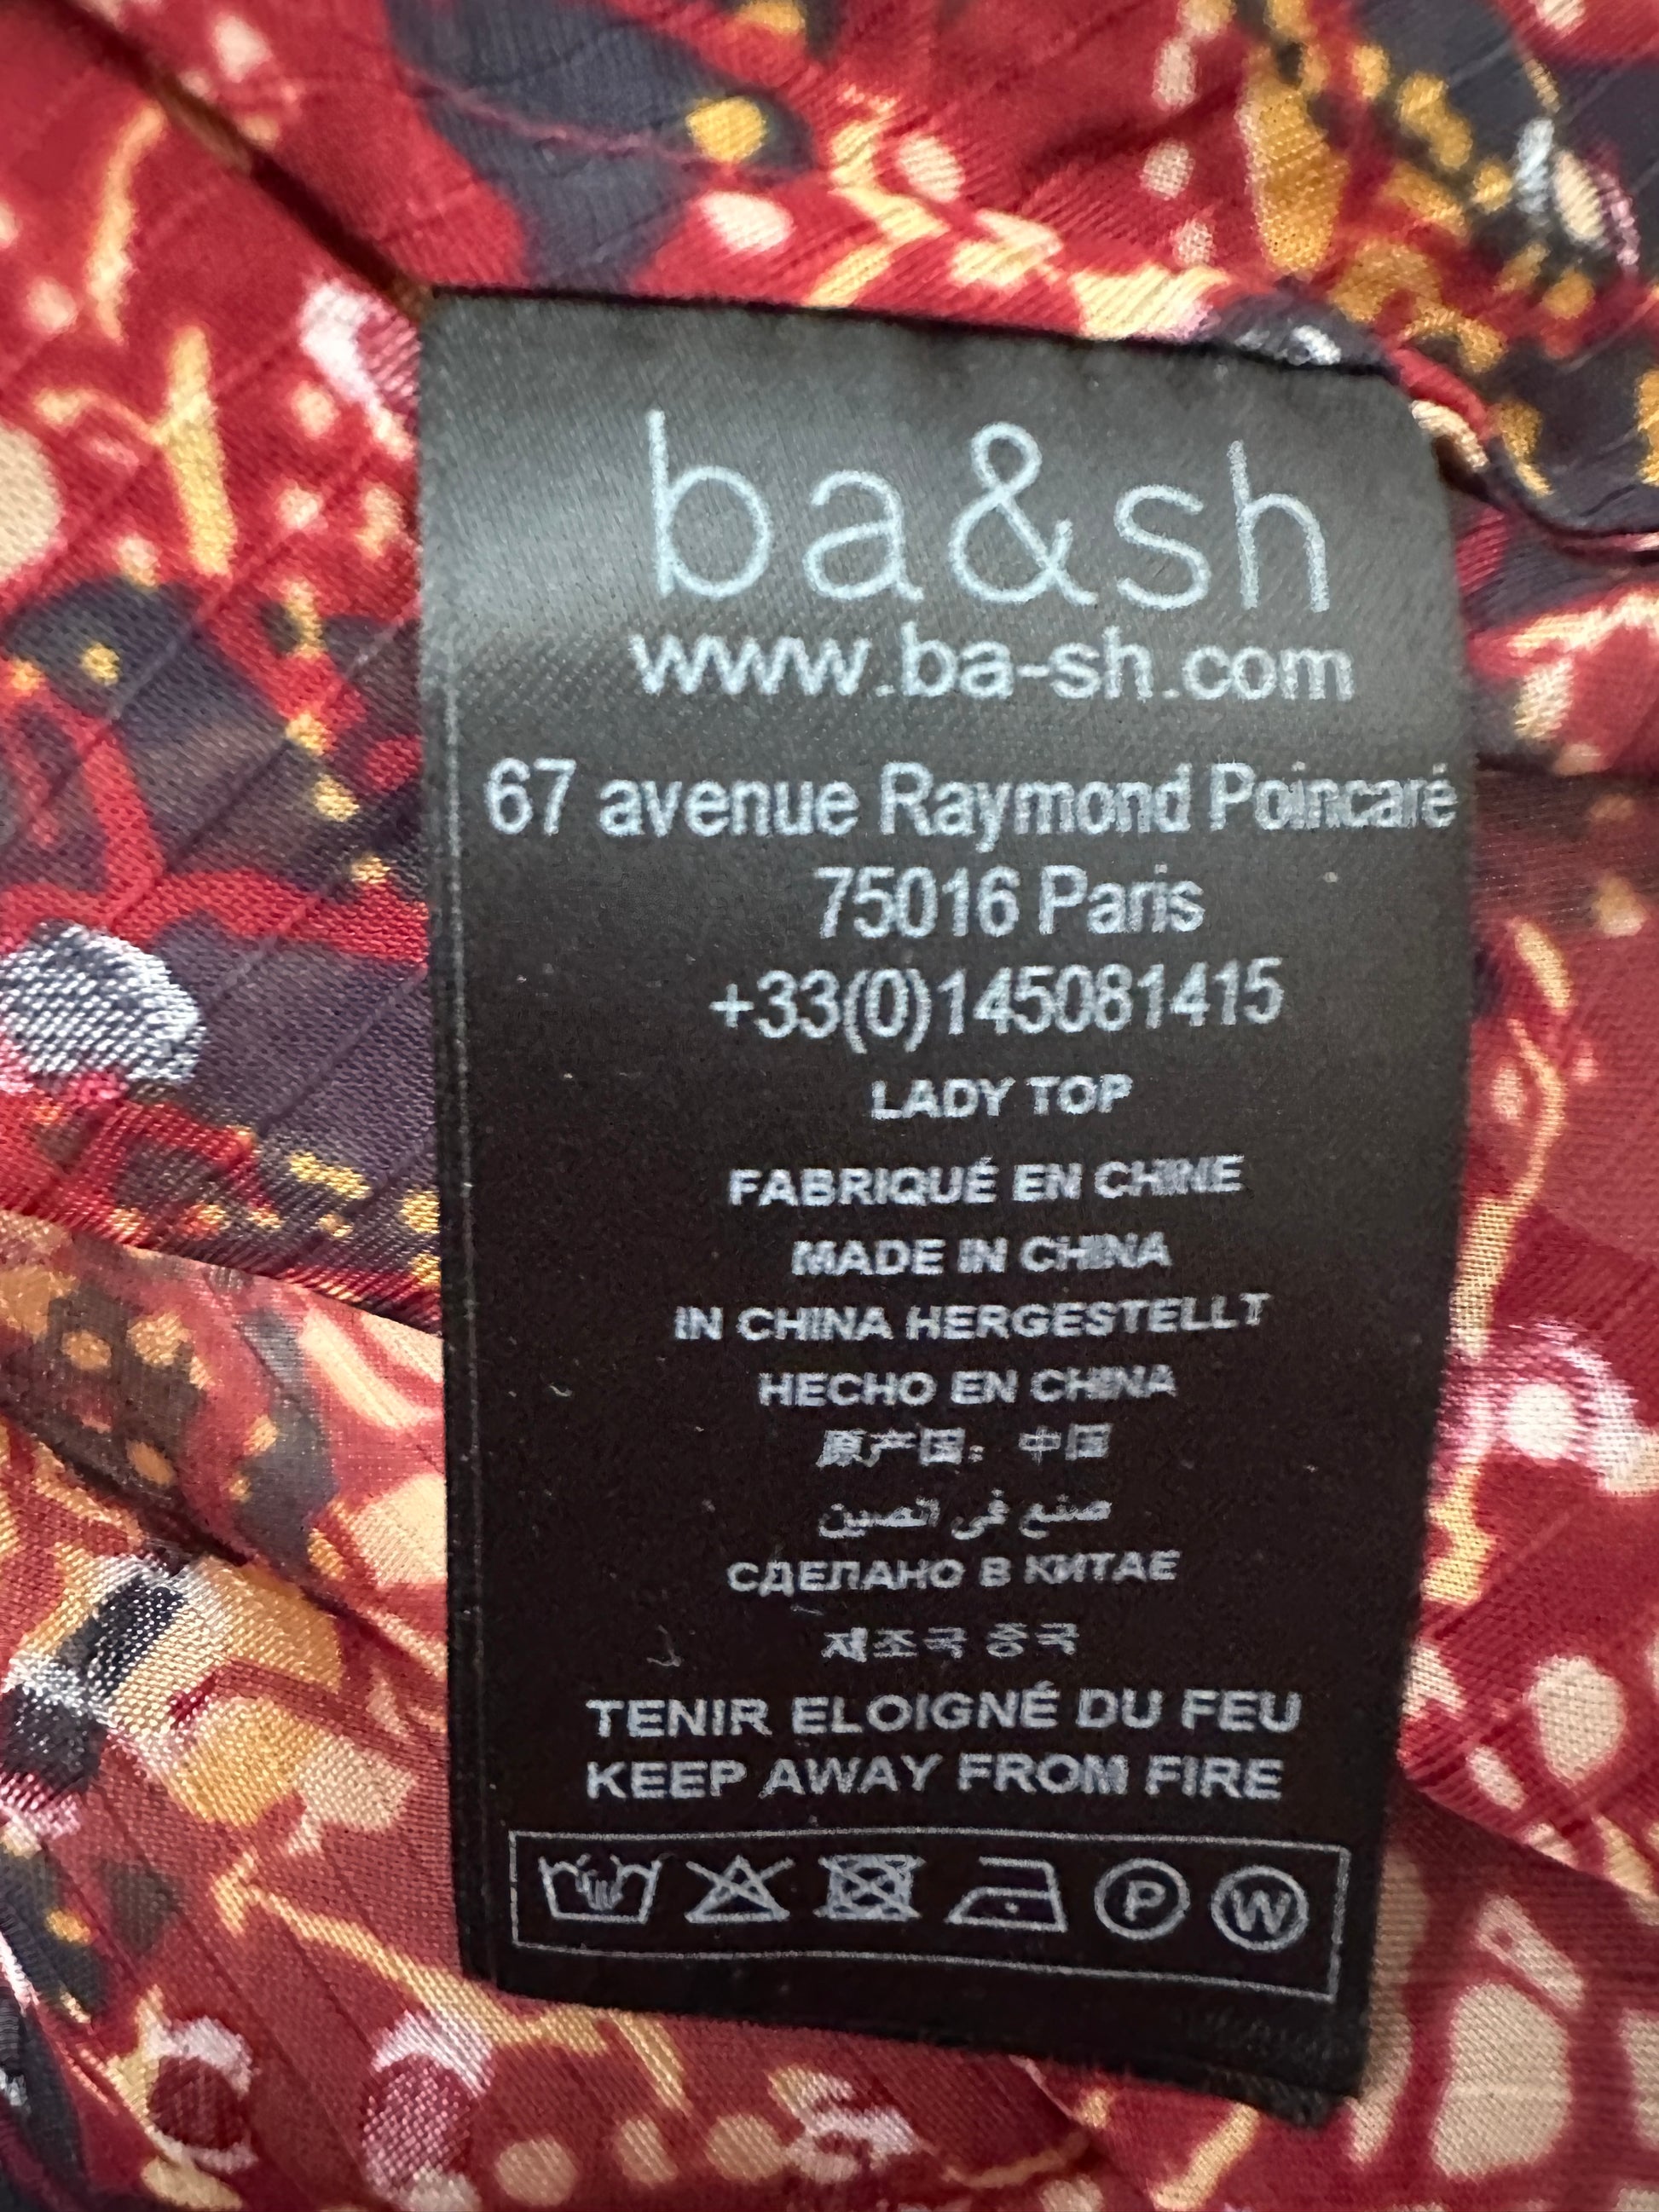 ba&sh
www.ba-sh.com
67 avenue Raymond Poincaré
75016 Paris
+33(0)145081415
LADY TOP
FABRIQUÉ EN CHINE
MADE IN CHINA
IN CHINA HERGESTELLT
HECHO EN CHINA
原产国：中国
صنع في الصين
СДЕЛАНО В КИТАЕ
제조국 중국
TENIR ELOIGNÉ DU FEU
KEEP AWAY FROM FIRE
P W